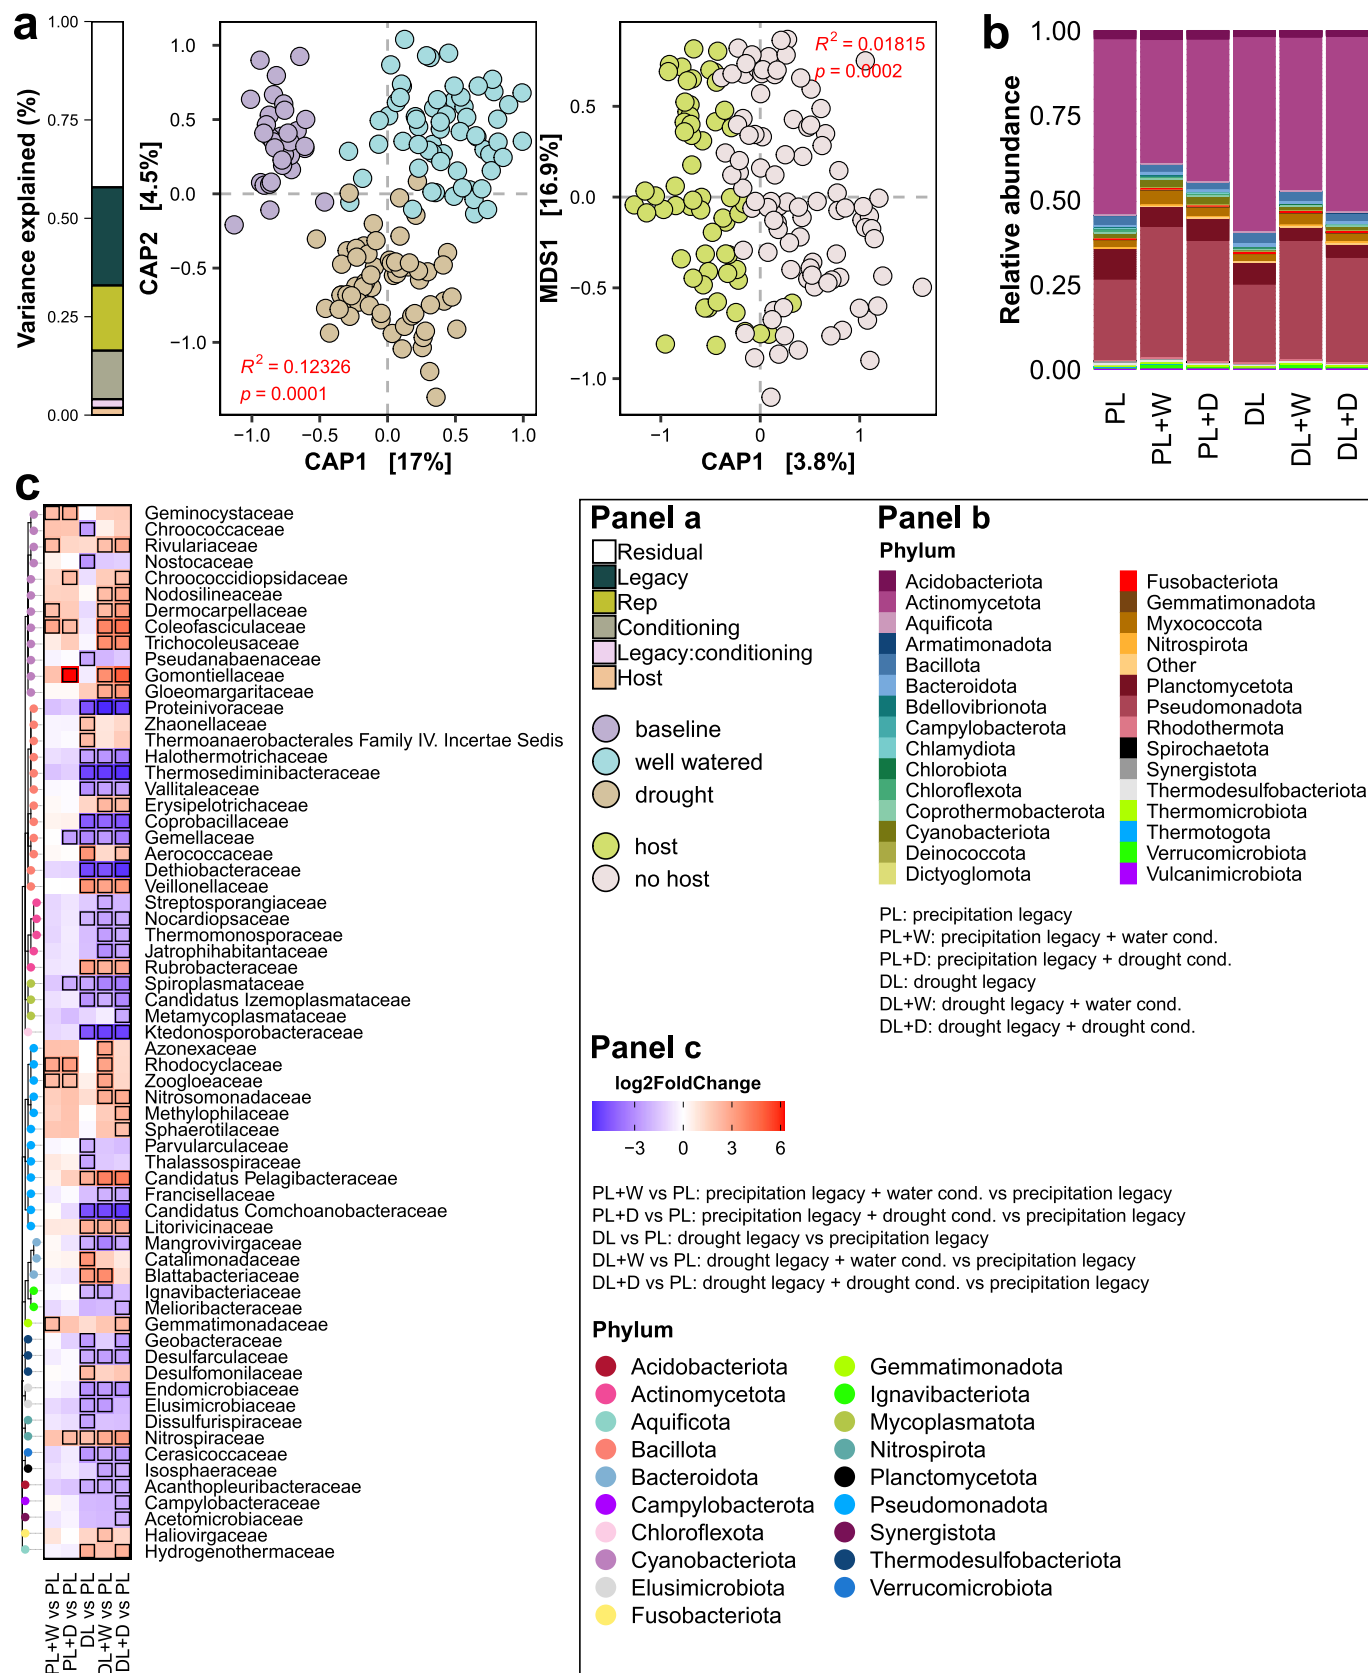 a
Variance explained (%)
1.00
0.75
0.50
0.25
0.00
CAP2 [4.5%]
1.0
0.5
0.0
−0.5
−1.0
R² = 0.12326
p = 0.0001
−1.0
−0.5
0.0
0.5
1.0
CAP1 [17%]
MDS1 [16.9%]
0.5
0.0
−0.5
−1.0
R² = 0.01815
p = 0.0002
−1
0
1
CAP1 [3.8%]
b
Relative abundance
1.00
0.75
0.50
0.25
0.00
PL
PL+W
PL+D
DL
DL+W
DL+D
c
Geminocystaceae
Chroococcaceae
Rivulariaceae
Nostocaceae
Chroococcidiopsidaceae
Nodosilineaceae
Dermocarpellaceae
Coleofasciculaceae
Trichocoleusaceae
Pseudanabaenaceae
Gomontiellaceae
Gloeomargaritaceae
Proteinivoraceae
Zhaonellaceae
Thermoanaerobacterales Family IV. Incertae Sedis
Halothermotrichaceae
Thermosediminibacteraceae
Vallitaleaceae
Erysipelotrichaceae
Coprobacillaceae
Gemellaceae
Aerococcaceae
Dethiobacteraceae
Veillonellaceae
Streptosporangiaceae
Nocardiopsaceae
Thermomonosporaceae
Jatrophihabitantaceae
Rubrobacteraceae
Spiroplasmataceae
Candidatus Izemoplasmataceae
Metamycoplasmataceae
Ktedonosporobacteraceae
Azonexaceae
Rhodocyclaceae
Zoogloeaceae
Nitrosomonadaceae
Methylophilaceae
Sphaerotilaceae
Parvularculaceae
Thalassospiraceae
Candidatus Pelagibacteraceae
Francisellaceae
Candidatus Comchoanobacteraceae
Litorivicinaceae
Mangrovivirgaceae
Catalimonadaceae
Blattabacteriaceae
Ignavibacteriaceae
Melioribacteraceae
Gemmatimonadaceae
Geobacteraceae
Desulfarculaceae
Desulfomonilaceae
Endomicrobiaceae
Elusimicrobiaceae
Dissulfurispiraceae
Nitrospiraceae
Cerasicoccaceae
Isosphaeraceae
Acanthopleuribacteraceae
Campylobacteraceae
Acetomicrobiaceae
Haliovirgaceae
Hydrogenothermaceae
PL+W vs PL
PL+D vs PL
DL vs PL
DL+W vs PL
DL+D vs PL
Panel a
Residual
Legacy
Rep
Conditioning
Legacy:conditioning
Host
baseline
well watered
drought
host
no host
Panel b
Phylum
Acidobacteriota
Actinomycetota
Aquificota
Armatimonadota
Bacillota
Bacteroidota
Bdellovibrionota
Campylobacterota
Chlamydiota
Chlorobiota
Chloroflexota
Coprothermobacterota
Cyanobacteriota
Deinococcota
Dictyoglomota
Fusobacteriota
Gemmatimonadota
Myxococcota
Nitrospirota
Other
Planctomycetota
Pseudomonadota
Rhodothermota
Spirochaetota
Synergistota
Thermodesulfobacteriota
Thermomicrobiota
Thermotogota
Verrucomicrobiota
Vulcanimicrobiota
PL: precipitation legacy
PL+W: precipitation legacy + water cond.
PL+D: precipitation legacy + drought cond.
DL: drought legacy
DL+W: drought legacy + water cond.
DL+D: drought legacy + drought cond.
Panel c
log2FoldChange
−3
0
3
6
PL+W vs PL: precipitation legacy + water cond. vs precipitation legacy
PL+D vs PL: precipitation legacy + drought cond. vs precipitation legacy
DL vs PL: drought legacy vs precipitation legacy
DL+W vs PL: drought legacy + water cond. vs precipitation legacy
DL+D vs PL: drought legacy + drought cond. vs precipitation legacy
Phylum
Acidobacteriota
Actinomycetota
Aquificota
Bacillota
Bacteroidota
Campylobacterota
Chloroflexota
Cyanobacteriota
Elusimicrobiota
Fusobacteriota
Gemmatimonadota
Ignavibacteriota
Mycoplasmatota
Nitrospirota
Planctomycetota
Pseudomonadota
Synergistota
Thermodesulfobacteriota
Verrucomicrobiota